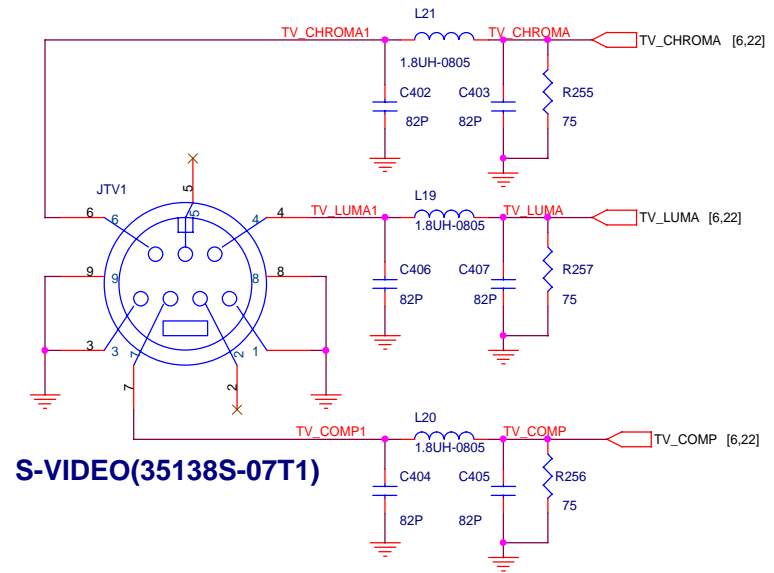 L21
TV_CHROMA1
TV_CHROMA
TV_CHROMA [6,22]
1.8UH-0805
C402
C403
R255
82P
82P
75
JTV1
5
5
6
6
4
4
TV_LUMA1
L19
1.8UH-0805
TV_LUMA
TV_LUMA [6,22]
9
9
8
8
C406
C407
R257
82P
82P
75
3
3
7
2
1
1
7
2
L20
TV_COMP1
1.8UH-0805
TV_COMP
TV_COMP [6,22]
S-VIDEO(35138S-07T1)
C404
C405
R256
82P
82P
75